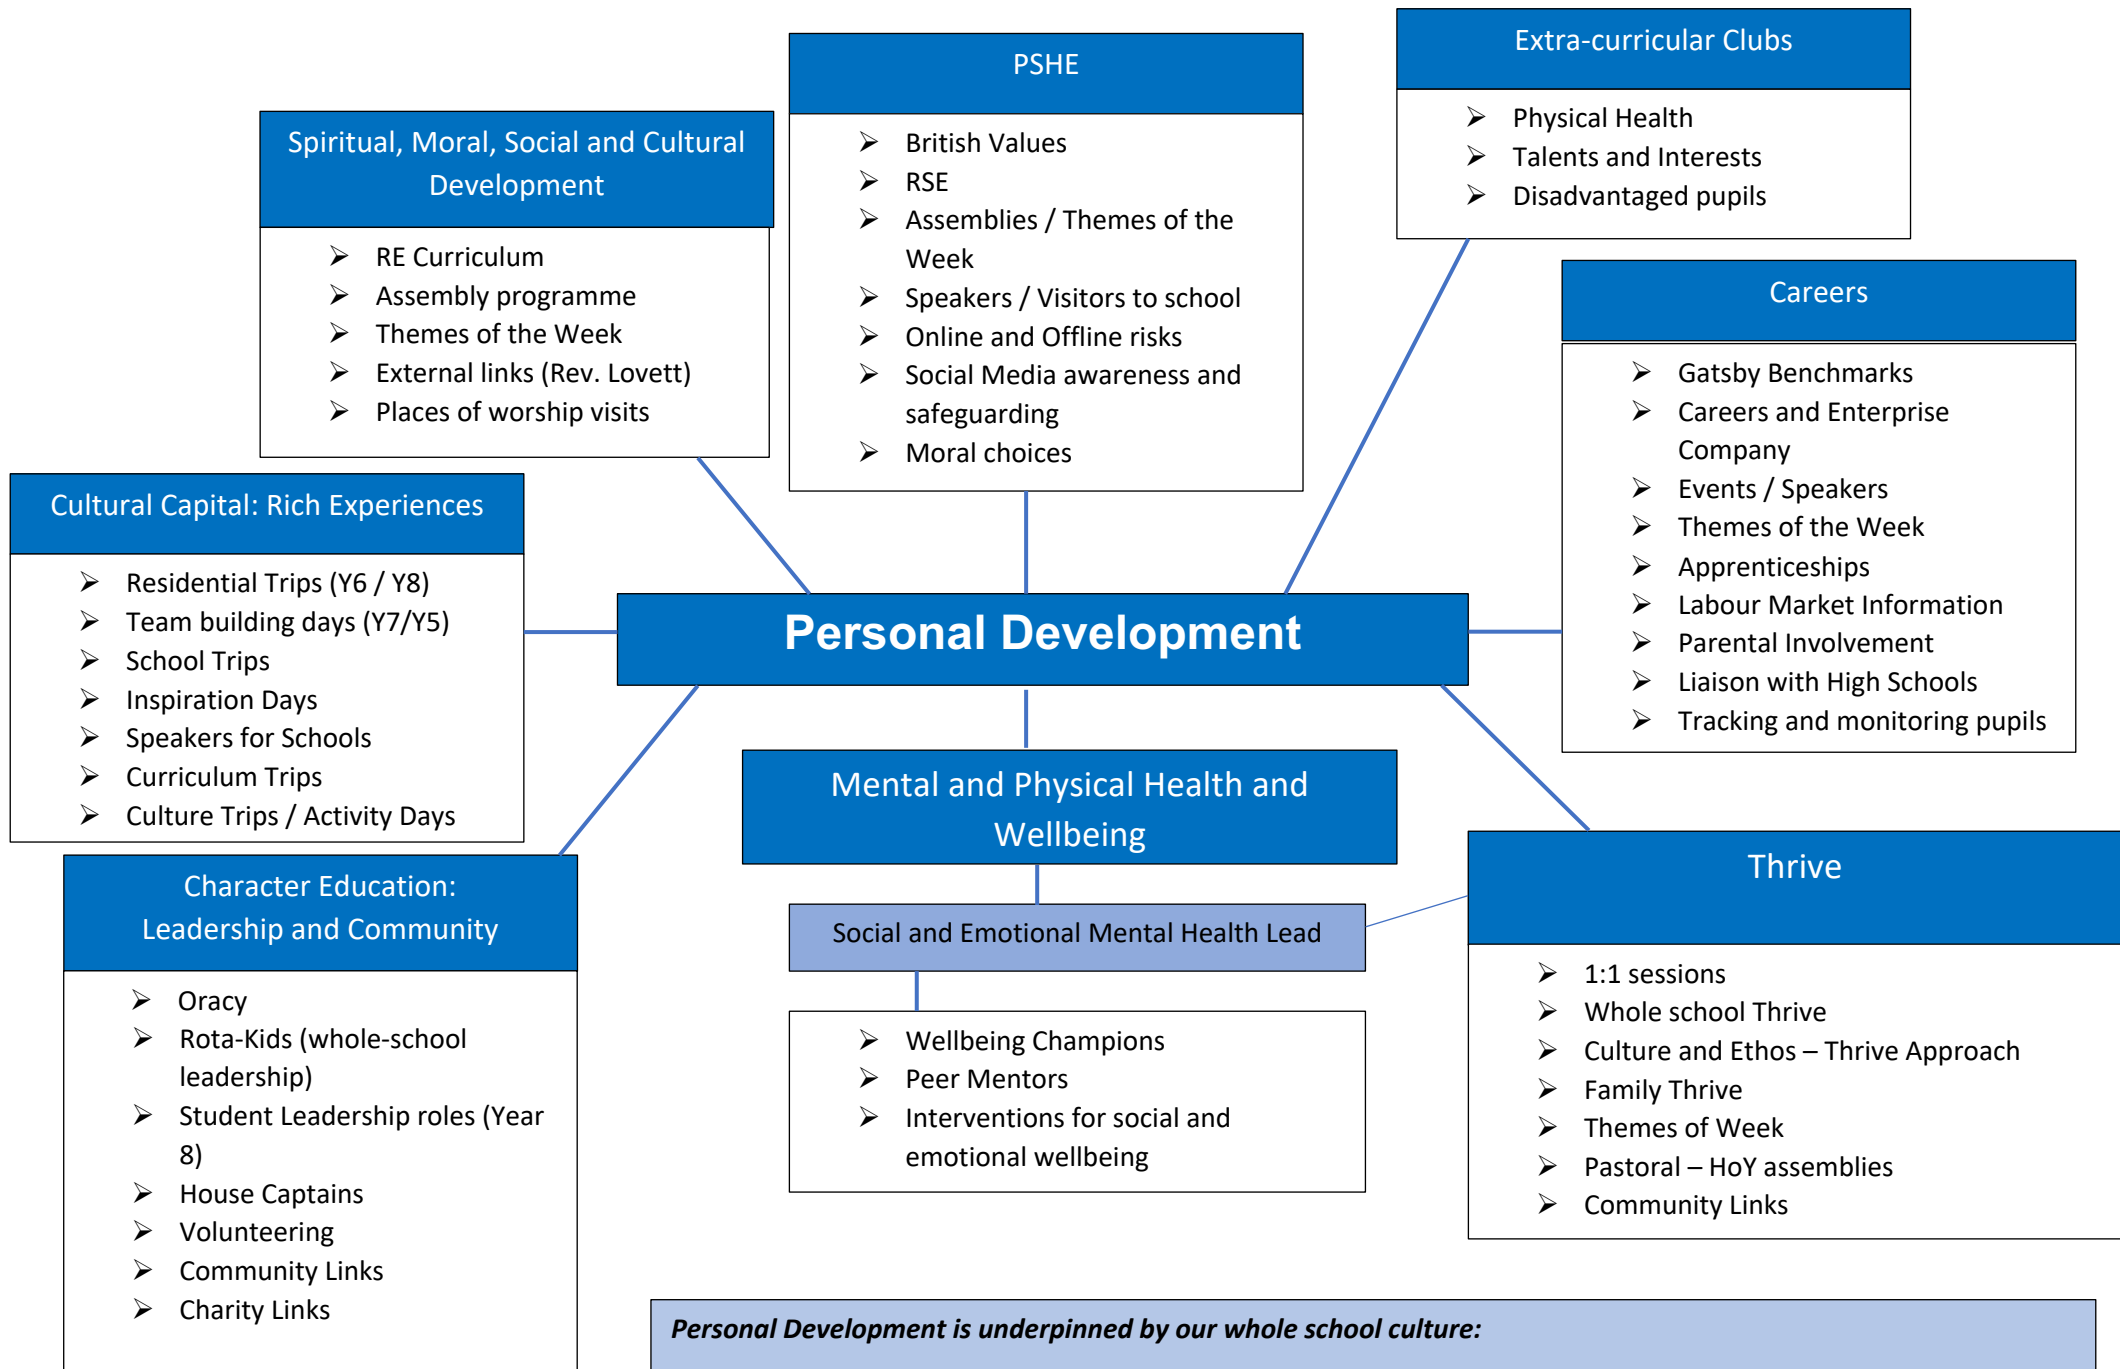 Spiritual, Moral, Social and Cultural
Development
➢ RE Curriculum
➢ Assembly programme
➢ Themes of the Week
➢ External links (Rev. Lovett)
➢ Places of worship visits
PSHE
➢ British Values
➢ RSE
➢ Assemblies / Themes of the
Week
➢ Speakers / Visitors to school
➢ Online and Offline risks
➢ Social Media awareness and
safeguarding
➢ Moral choices
Extra-curricular Clubs
➢ Physical Health
➢ Talents and Interests
➢ Disadvantaged pupils
Careers
➢ Gatsby Benchmarks
➢ Careers and Enterprise
Company
➢ Events / Speakers
➢ Themes of the Week
➢ Apprenticeships
➢ Labour Market Information
➢ Parental Involvement
➢ Liaison with High Schools
➢ Tracking and monitoring pupils
Cultural Capital: Rich Experiences
➢ Residential Trips (Y6 / Y8)
➢ Team building days (Y7/Y5)
➢ School Trips
➢ Inspiration Days
➢ Speakers for Schools
➢ Curriculum Trips
➢ Culture Trips / Activity Days
Personal Development
Mental and Physical Health and
Wellbeing
Social and Emotional Mental Health Lead
➢ Wellbeing Champions
➢ Peer Mentors
➢ Interventions for social and
emotional wellbeing
Thrive
➢ 1:1 sessions
➢ Whole school Thrive
➢ Culture and Ethos – Thrive Approach
➢ Family Thrive
➢ Themes of Week
➢ Pastoral – HoY assemblies
➢ Community Links
Character Education:
Leadership and Community
➢ Oracy
➢ Rota-Kids (whole-school
leadership)
➢ Student Leadership roles (Year
8)
➢ House Captains
➢ Volunteering
➢ Community Links
➢ Charity Links
Personal Development is underpinned by our whole school culture: